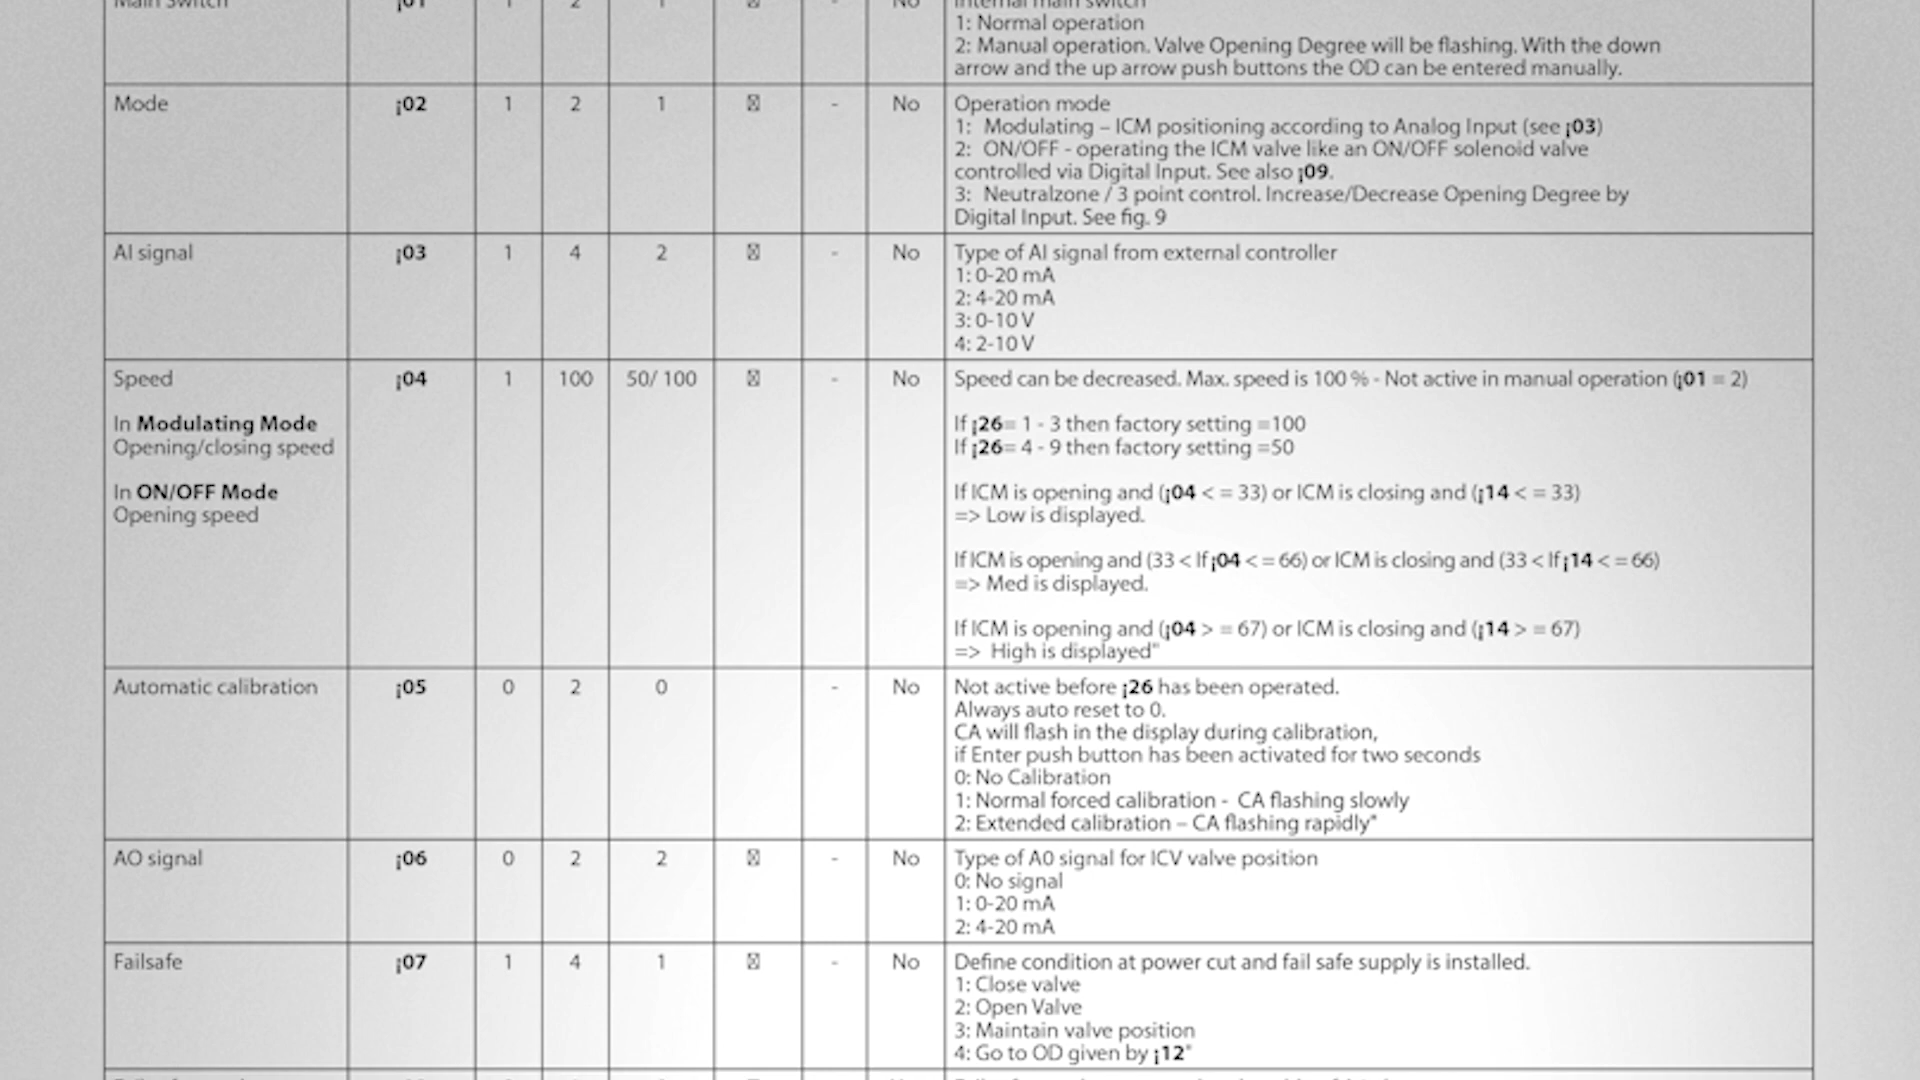 1: Normal operation
2: Manual operation. Valve Opening Degree will be flashing. With the down
arrow and the up arrow push buttons the OD can be entered manually.
Mode ¡02 1 2 1 - No Operation mode
1: Modulating – ICM positioning according to Analog Input (see ¡03)
2: ON/OFF - operating the ICM valve like an ON/OFF solenoid valve
controlled via Digital Input. See also ¡09.
3: Neutralzone / 3 point control. Increase/Decrease Opening Degree by
Digital Input. See fig. 9
AI signal ¡03 1 4 2 - No Type of AI signal from external controller
1: 0-20 mA
2: 4-20 mA
3: 0-10 V
4: 2-10 V
Speed ¡04 1 100 50/ 100 - No Speed can be decreased. Max. speed is 100 % - Not active in manual operation (¡01 = 2)
In Modulating Mode If ¡26= 1 - 3 then factory setting =100
Opening/closing speed If ¡26= 4 - 9 then factory setting =50
In ON/OFF Mode If ICM is opening and (¡04 < = 33) or ICM is closing and (¡14 < = 33)
Opening speed => Low is displayed.
If ICM is opening and (33 < If ¡04 < = 66) or ICM is closing and (33 < If ¡14 < = 66)
=> Med is displayed.
If ICM is opening and (¡04 > = 67) or ICM is closing and (¡14 > = 67)
=> High is displayed"
Automatic calibration ¡05 0 2 0 - No Not active before ¡26 has been operated.
Always auto reset to 0.
CA will flash in the display during calibration,
if Enter push button has been activated for two seconds
0: No Calibration
1: Normal forced calibration - CA flashing slowly
2: Extended calibration – CA flashing rapidly"
AO signal ¡06 0 2 2 - No Type of A0 signal for ICV valve position
0: No signal
1: 0-20 mA
2: 4-20 mA
Failsafe ¡07 1 4 1 - No Define condition at power cut and fail safe supply is installed.
1: Close valve
2: Open Valve
3: Maintain valve position
4: Go to OD given by ¡12"